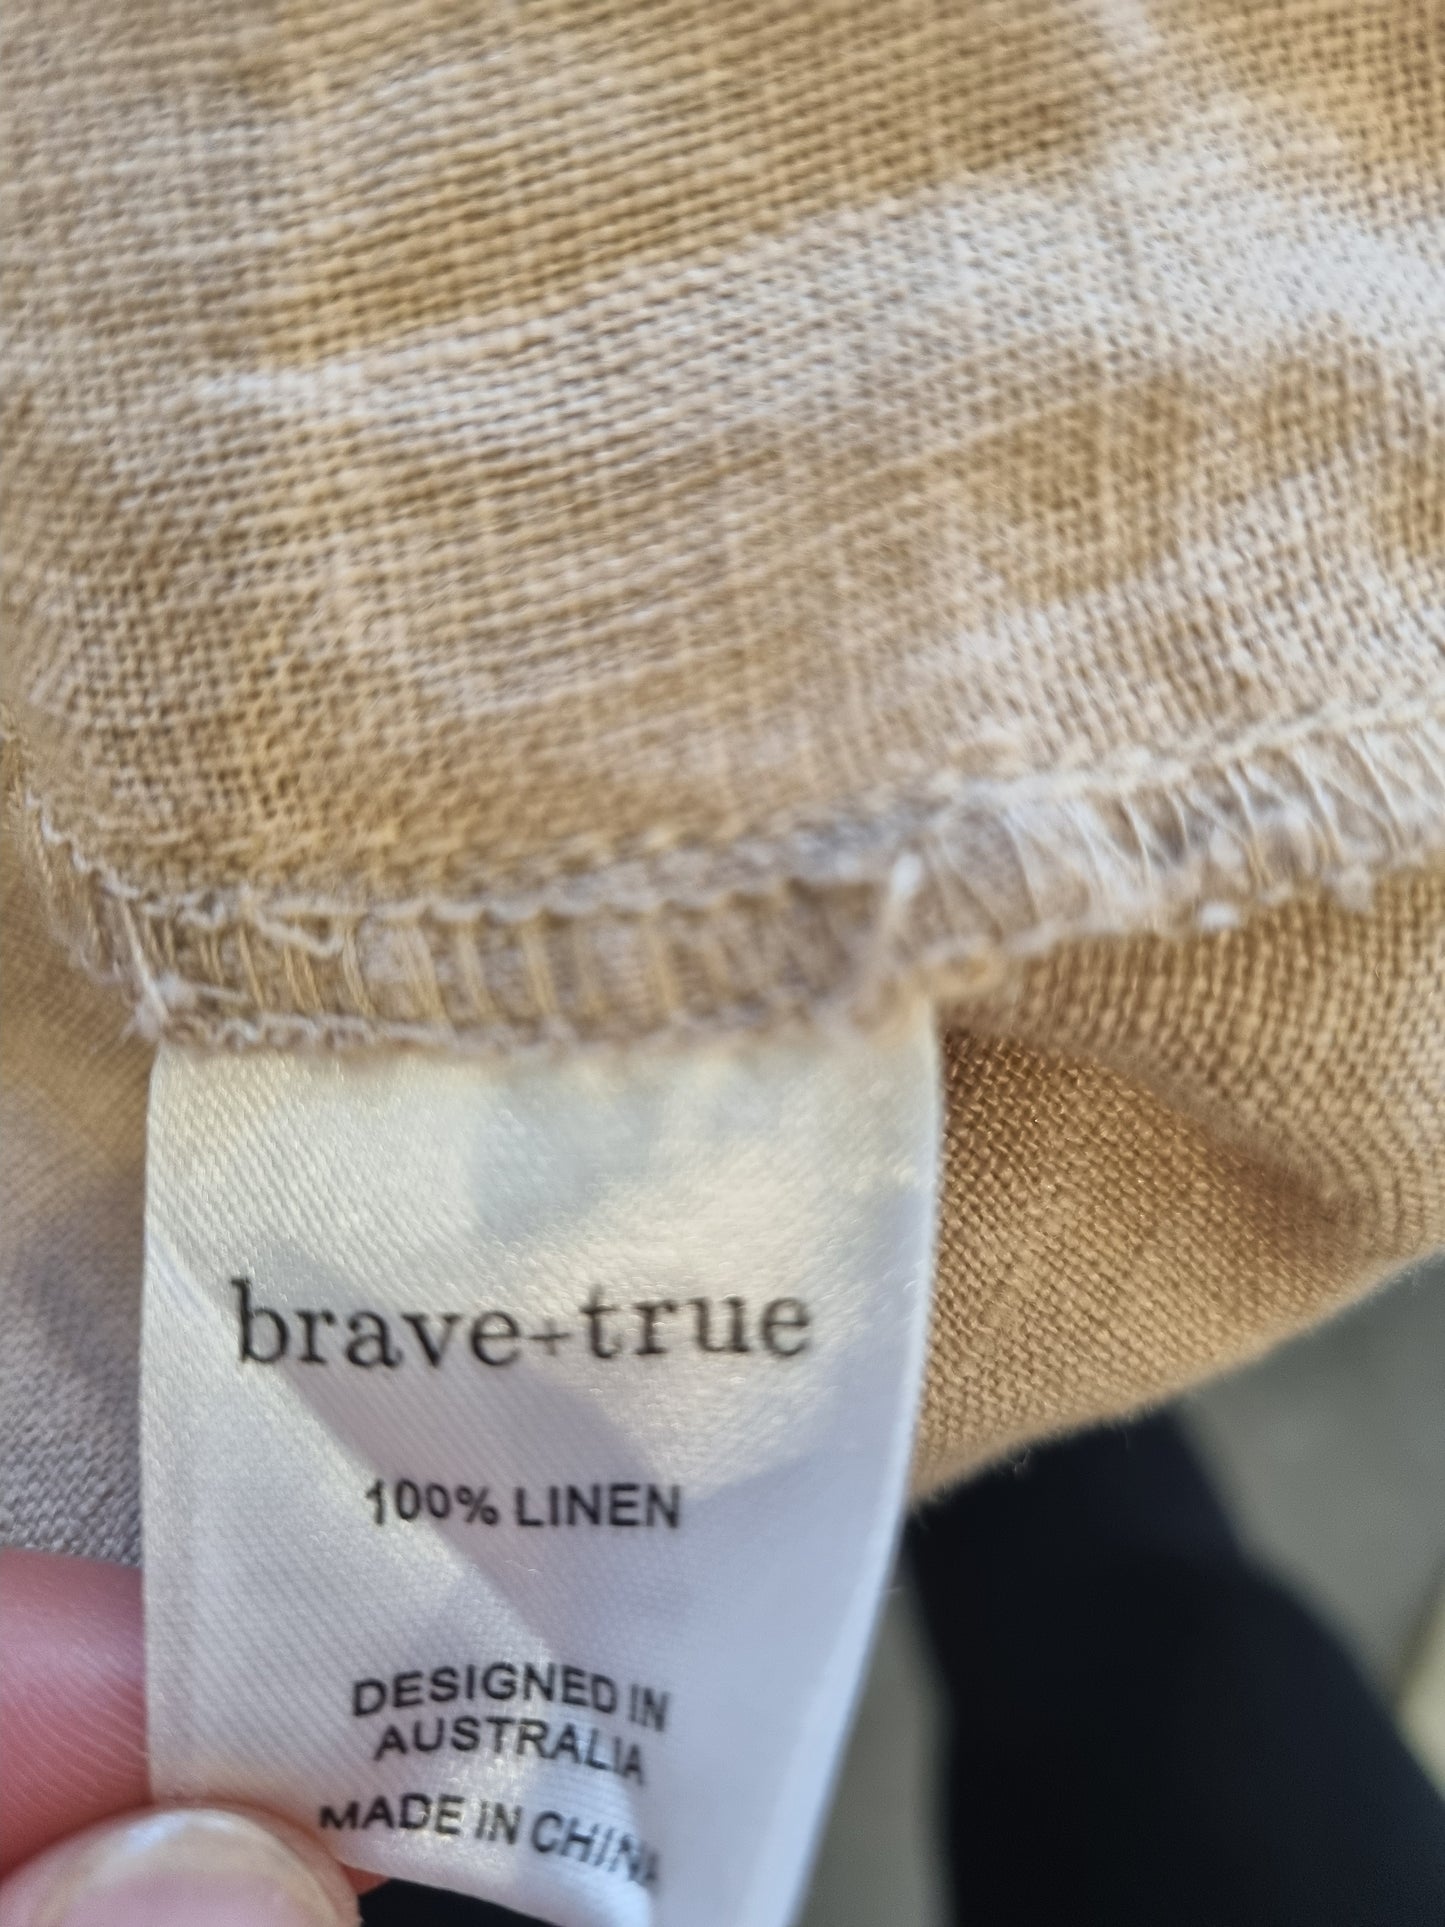 brave+true
100% LINEN
DESIGNED IN
AUSTRALIA
MADE IN CHINA